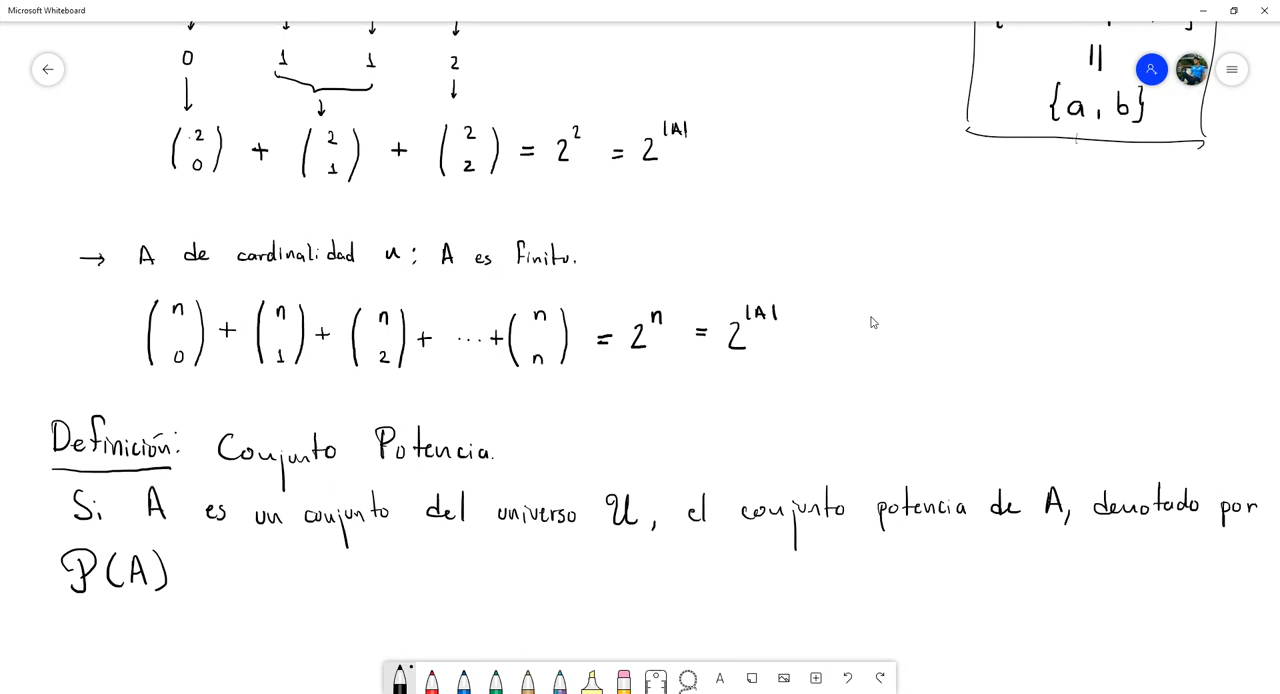 Microsoft Whiteboard
0 1 1 2
(2 0) + (2 1) + (2 2) = 2² = 2^|A|
||
{a, b}
→ A de cardinalidad n; A es finito.
(n 0) + (n 1) + (n 2) + ... + (n n) = 2^n = 2^|A|
Definición: Conjunto Potencia.
Si A es un conjunto del universo U, el conjunto potencia de A, denotado por
P(A)
A